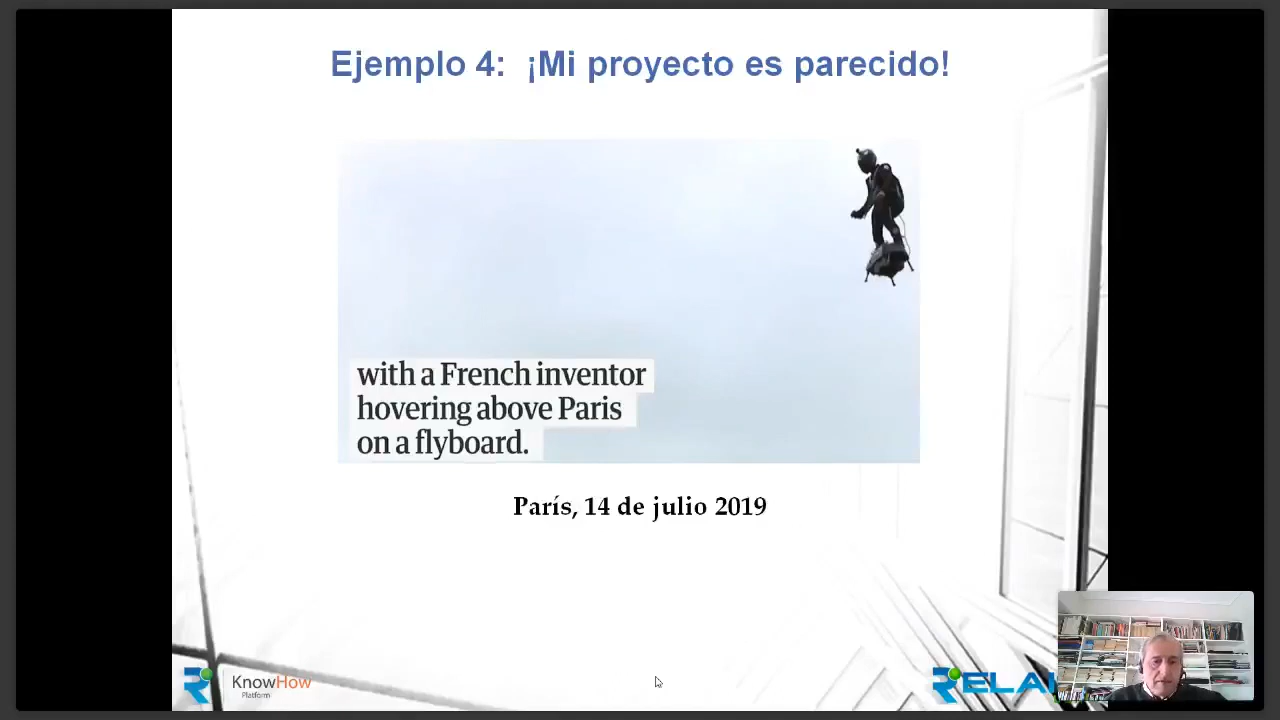 Ejemplo 4: ¡Mi proyecto es parecido!
with a French inventor
hovering above Paris
on a flyboard.
París, 14 de julio 2019
KnowHow
Platform
RELAI